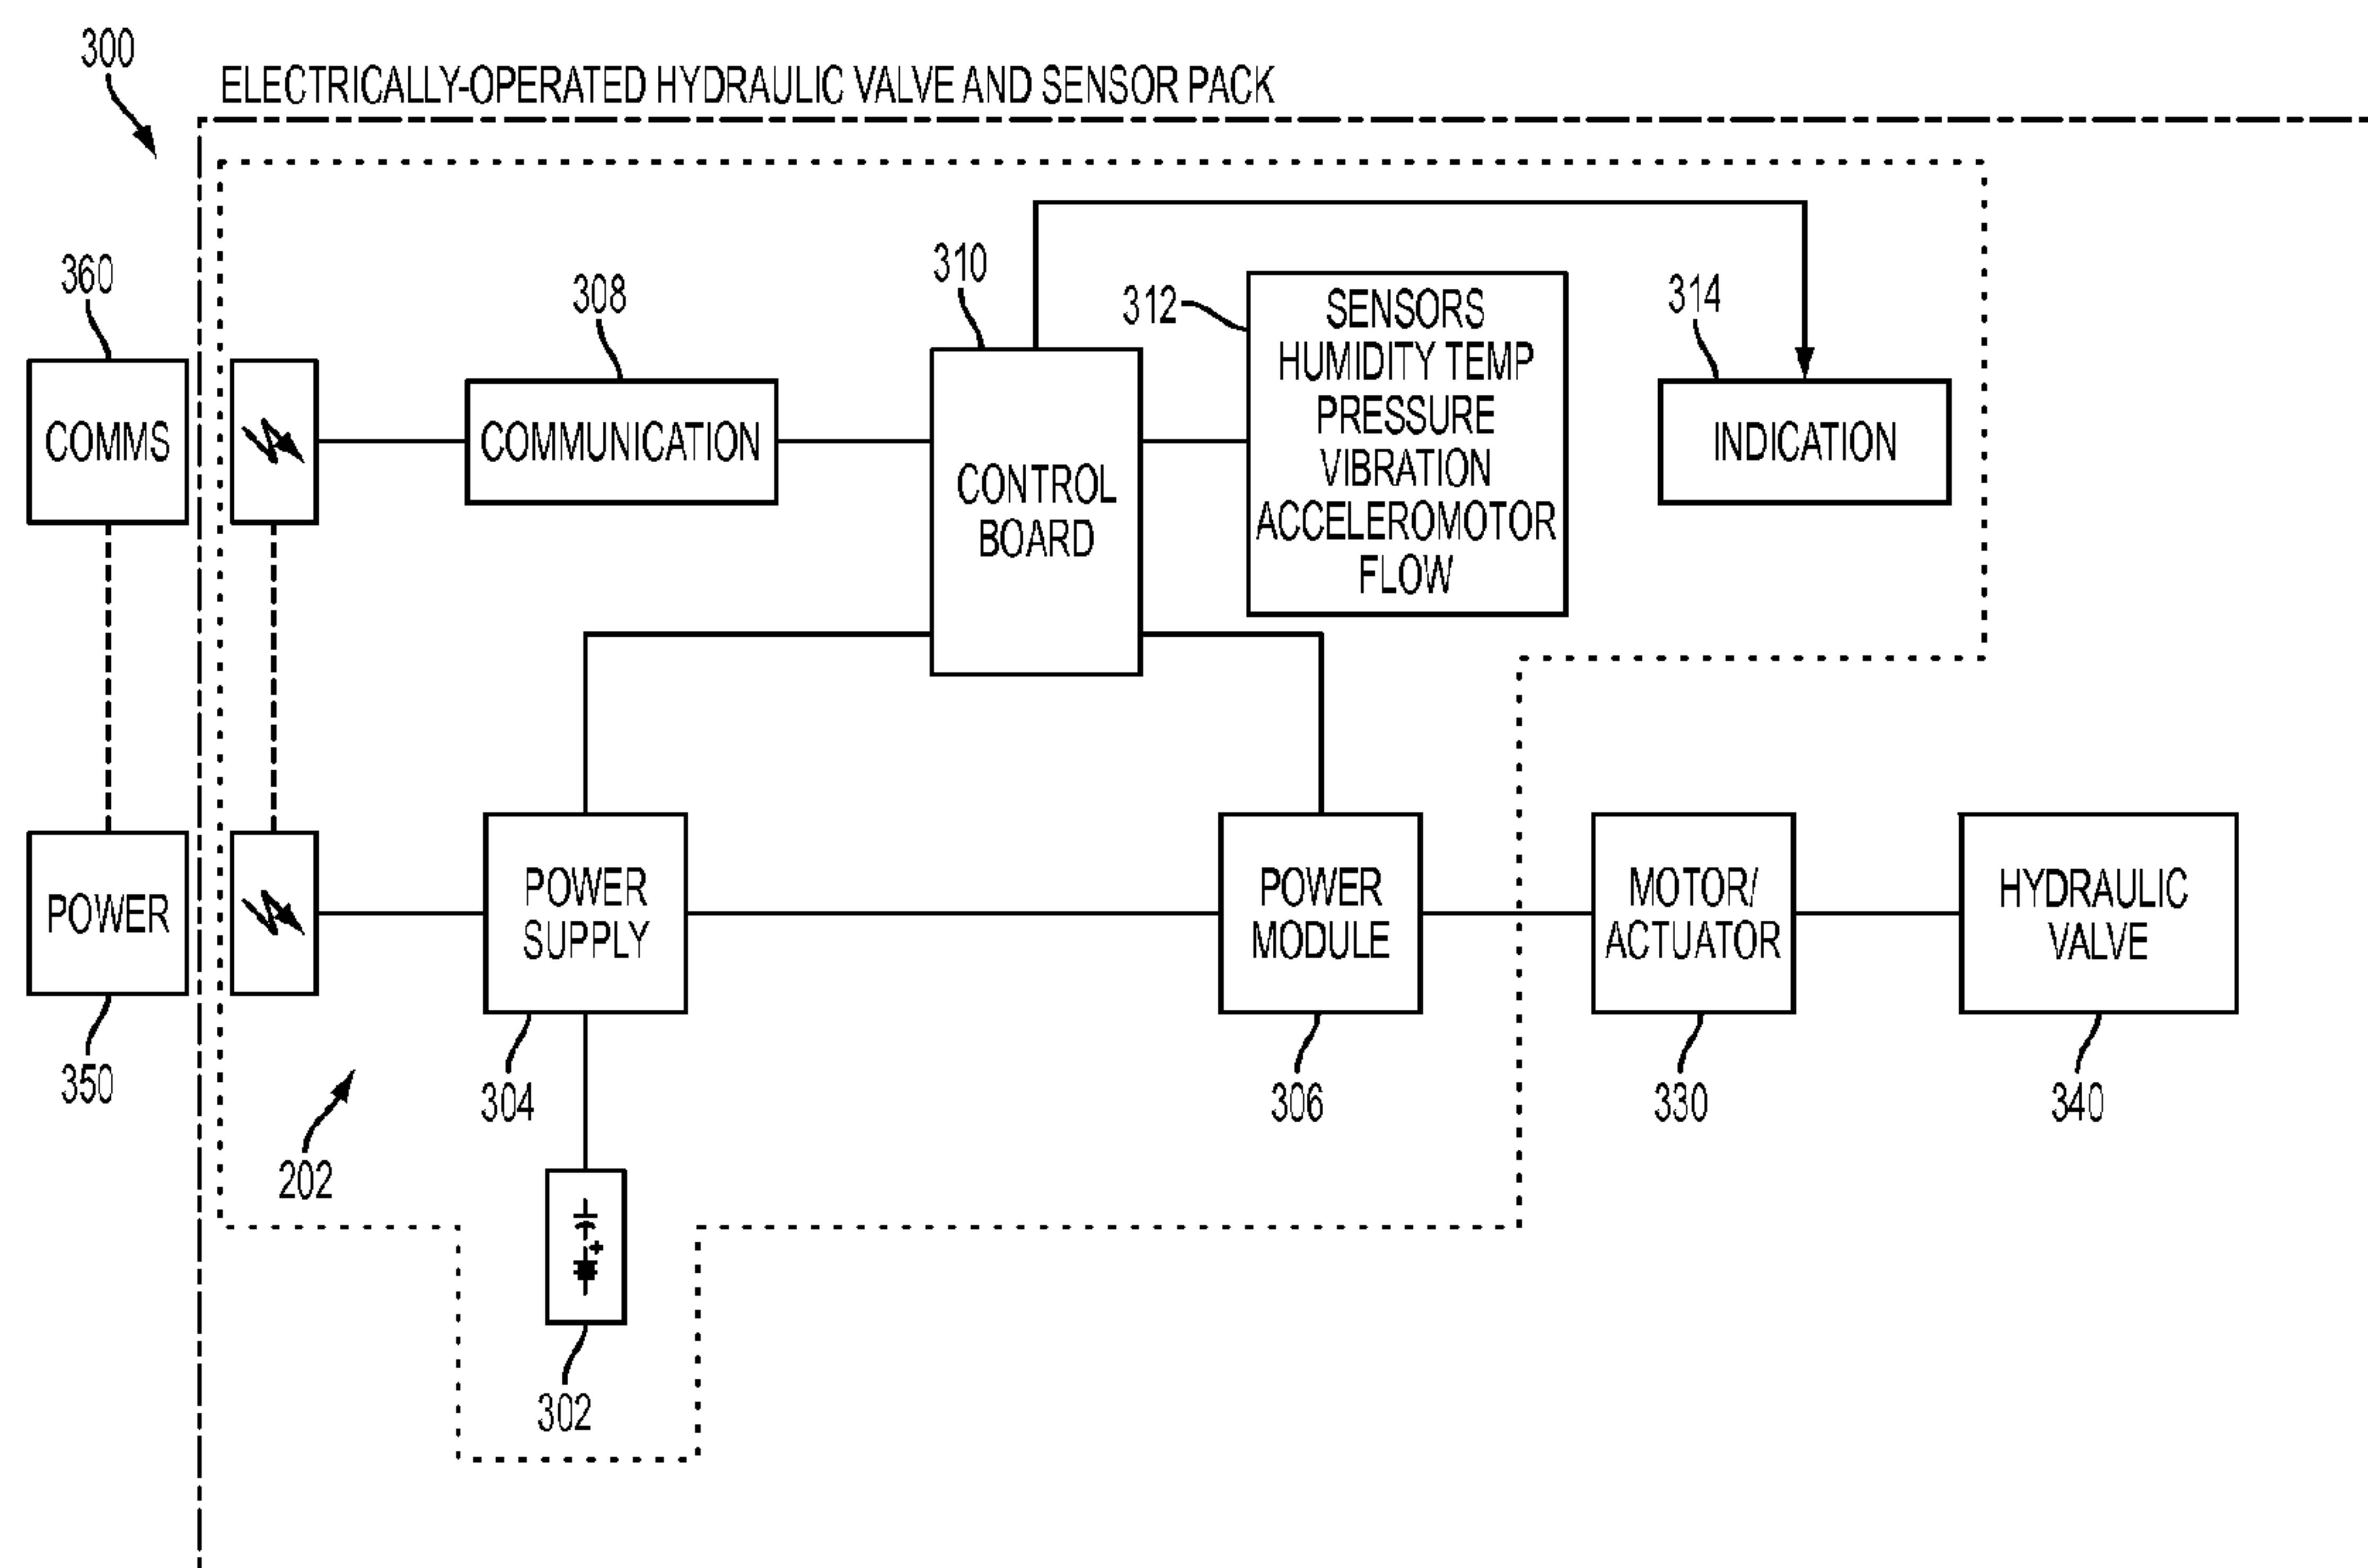 300
ELECTRICALLY-OPERATED HYDRAULIC VALVE AND SENSOR PACK
360
308
310
312
314
COMMS
COMMUNICATION
CONTROL
BOARD
SENSORS
HUMIDITY TEMP
PRESSURE
VIBRATION
ACCELEROMOTOR
FLOW
INDICATION
POWER
POWER
SUPPLY
POWER
MODULE
MOTOR/
ACTUATOR
HYDRAULIC
VALVE
350
202
304
306
330
340
302